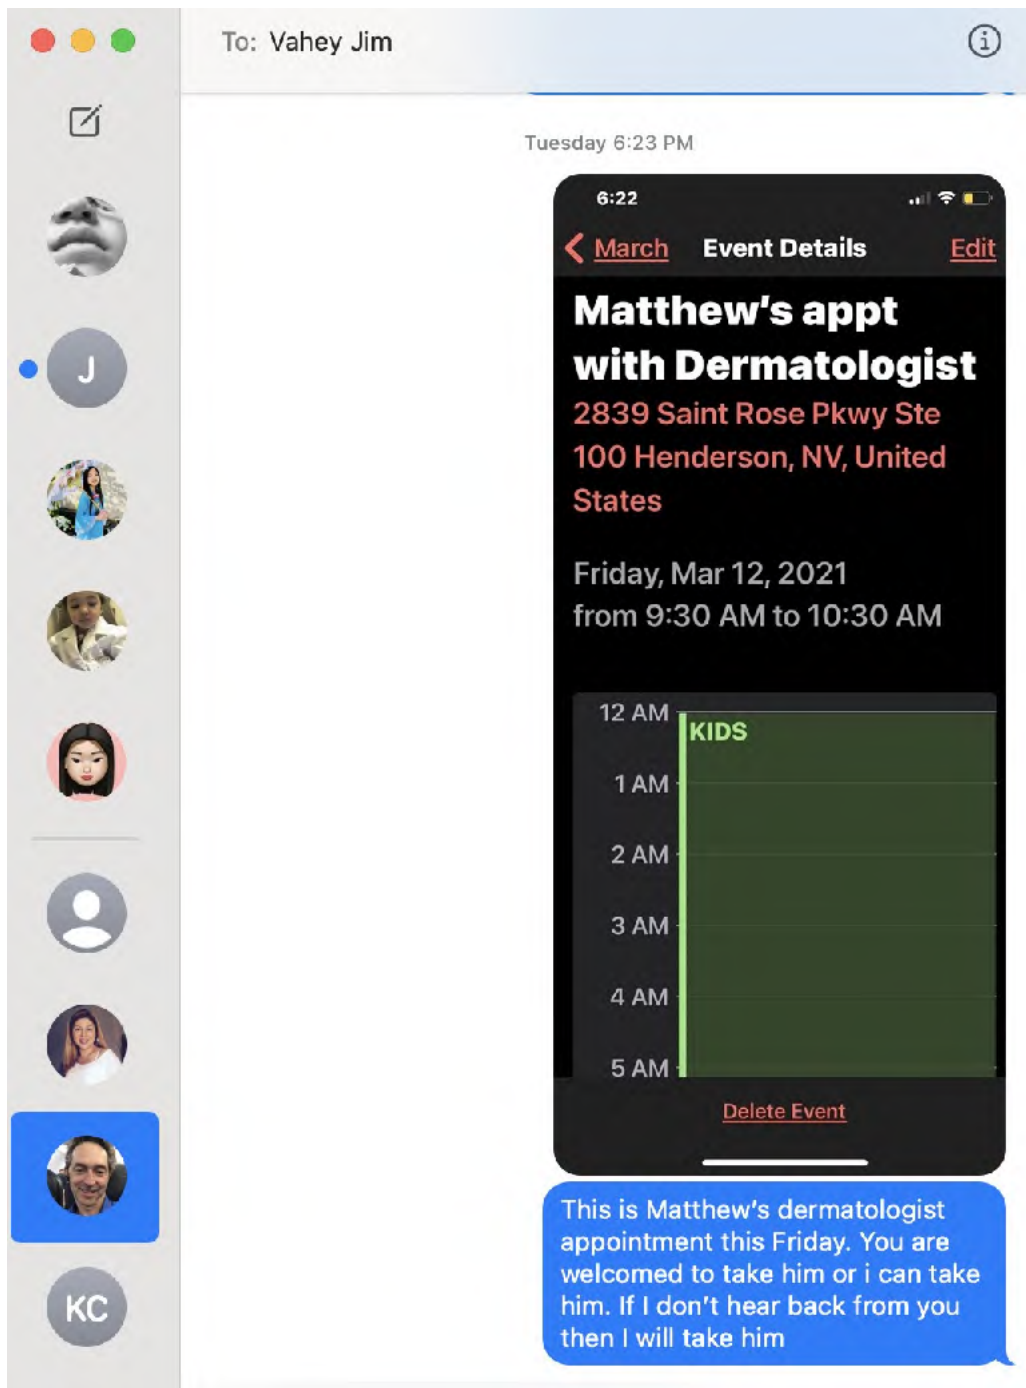 To: Vahey Jim
Tuesday 6:23 PM
6:22
March Event Details Edit
Matthew's appt
with Dermatologist
2839 Saint Rose Pkwy Ste
100 Henderson, NV, United
States
Friday, Mar 12, 2021
from 9:30 AM to 10:30 AM
12 AM
KIDS
1 AM
2 AM
3 AM
4 AM
5 AM
Delete Event
This is Matthew's dermatologist
appointment this Friday. You are
welcomed to take him or i can take
him. If I don't hear back from you
then I will take him
J
KC